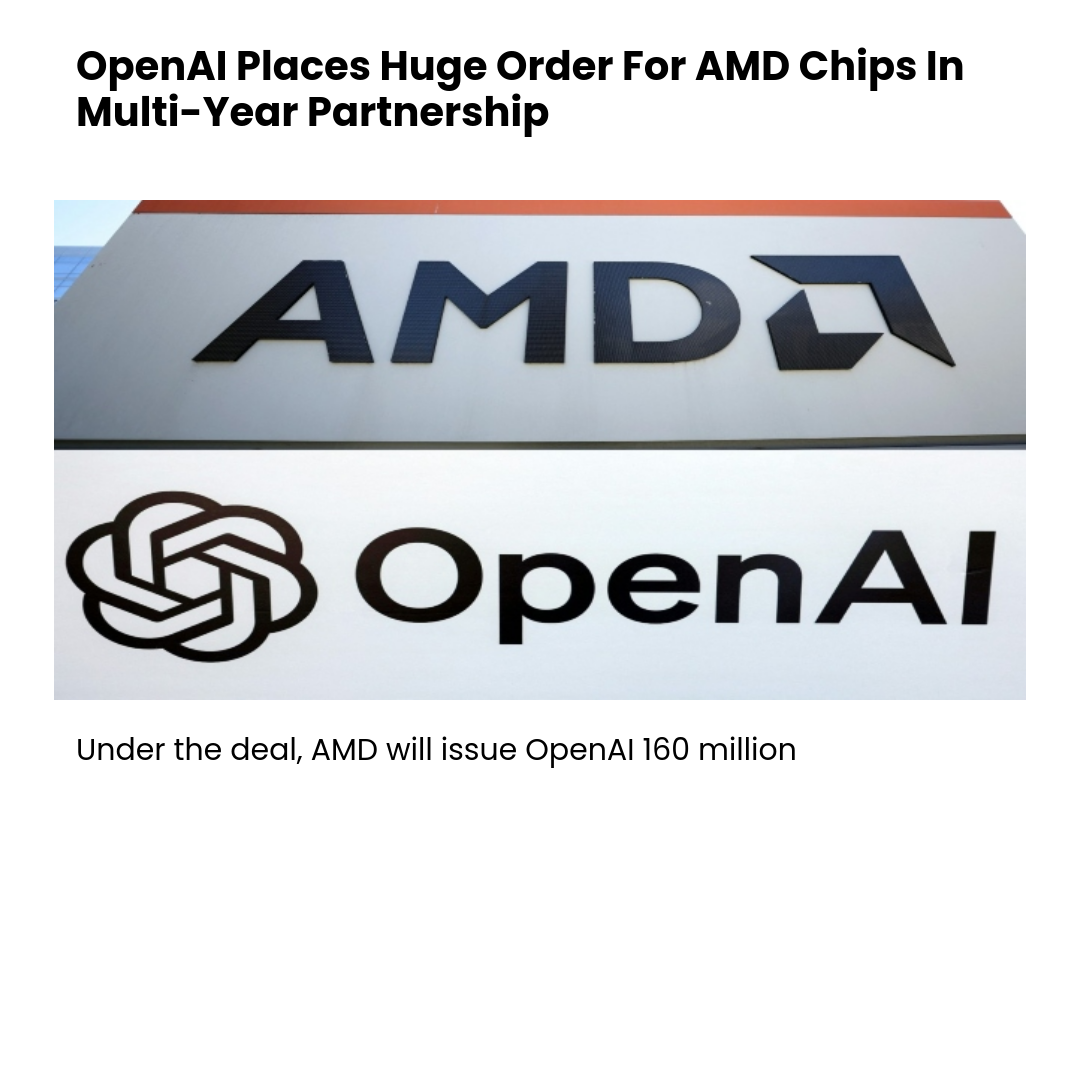 OpenAI Places Huge Order For AMD Chips In
Multi-Year Partnership
AMD
OpenAI
Under the deal, AMD will issue OpenAI 160 million